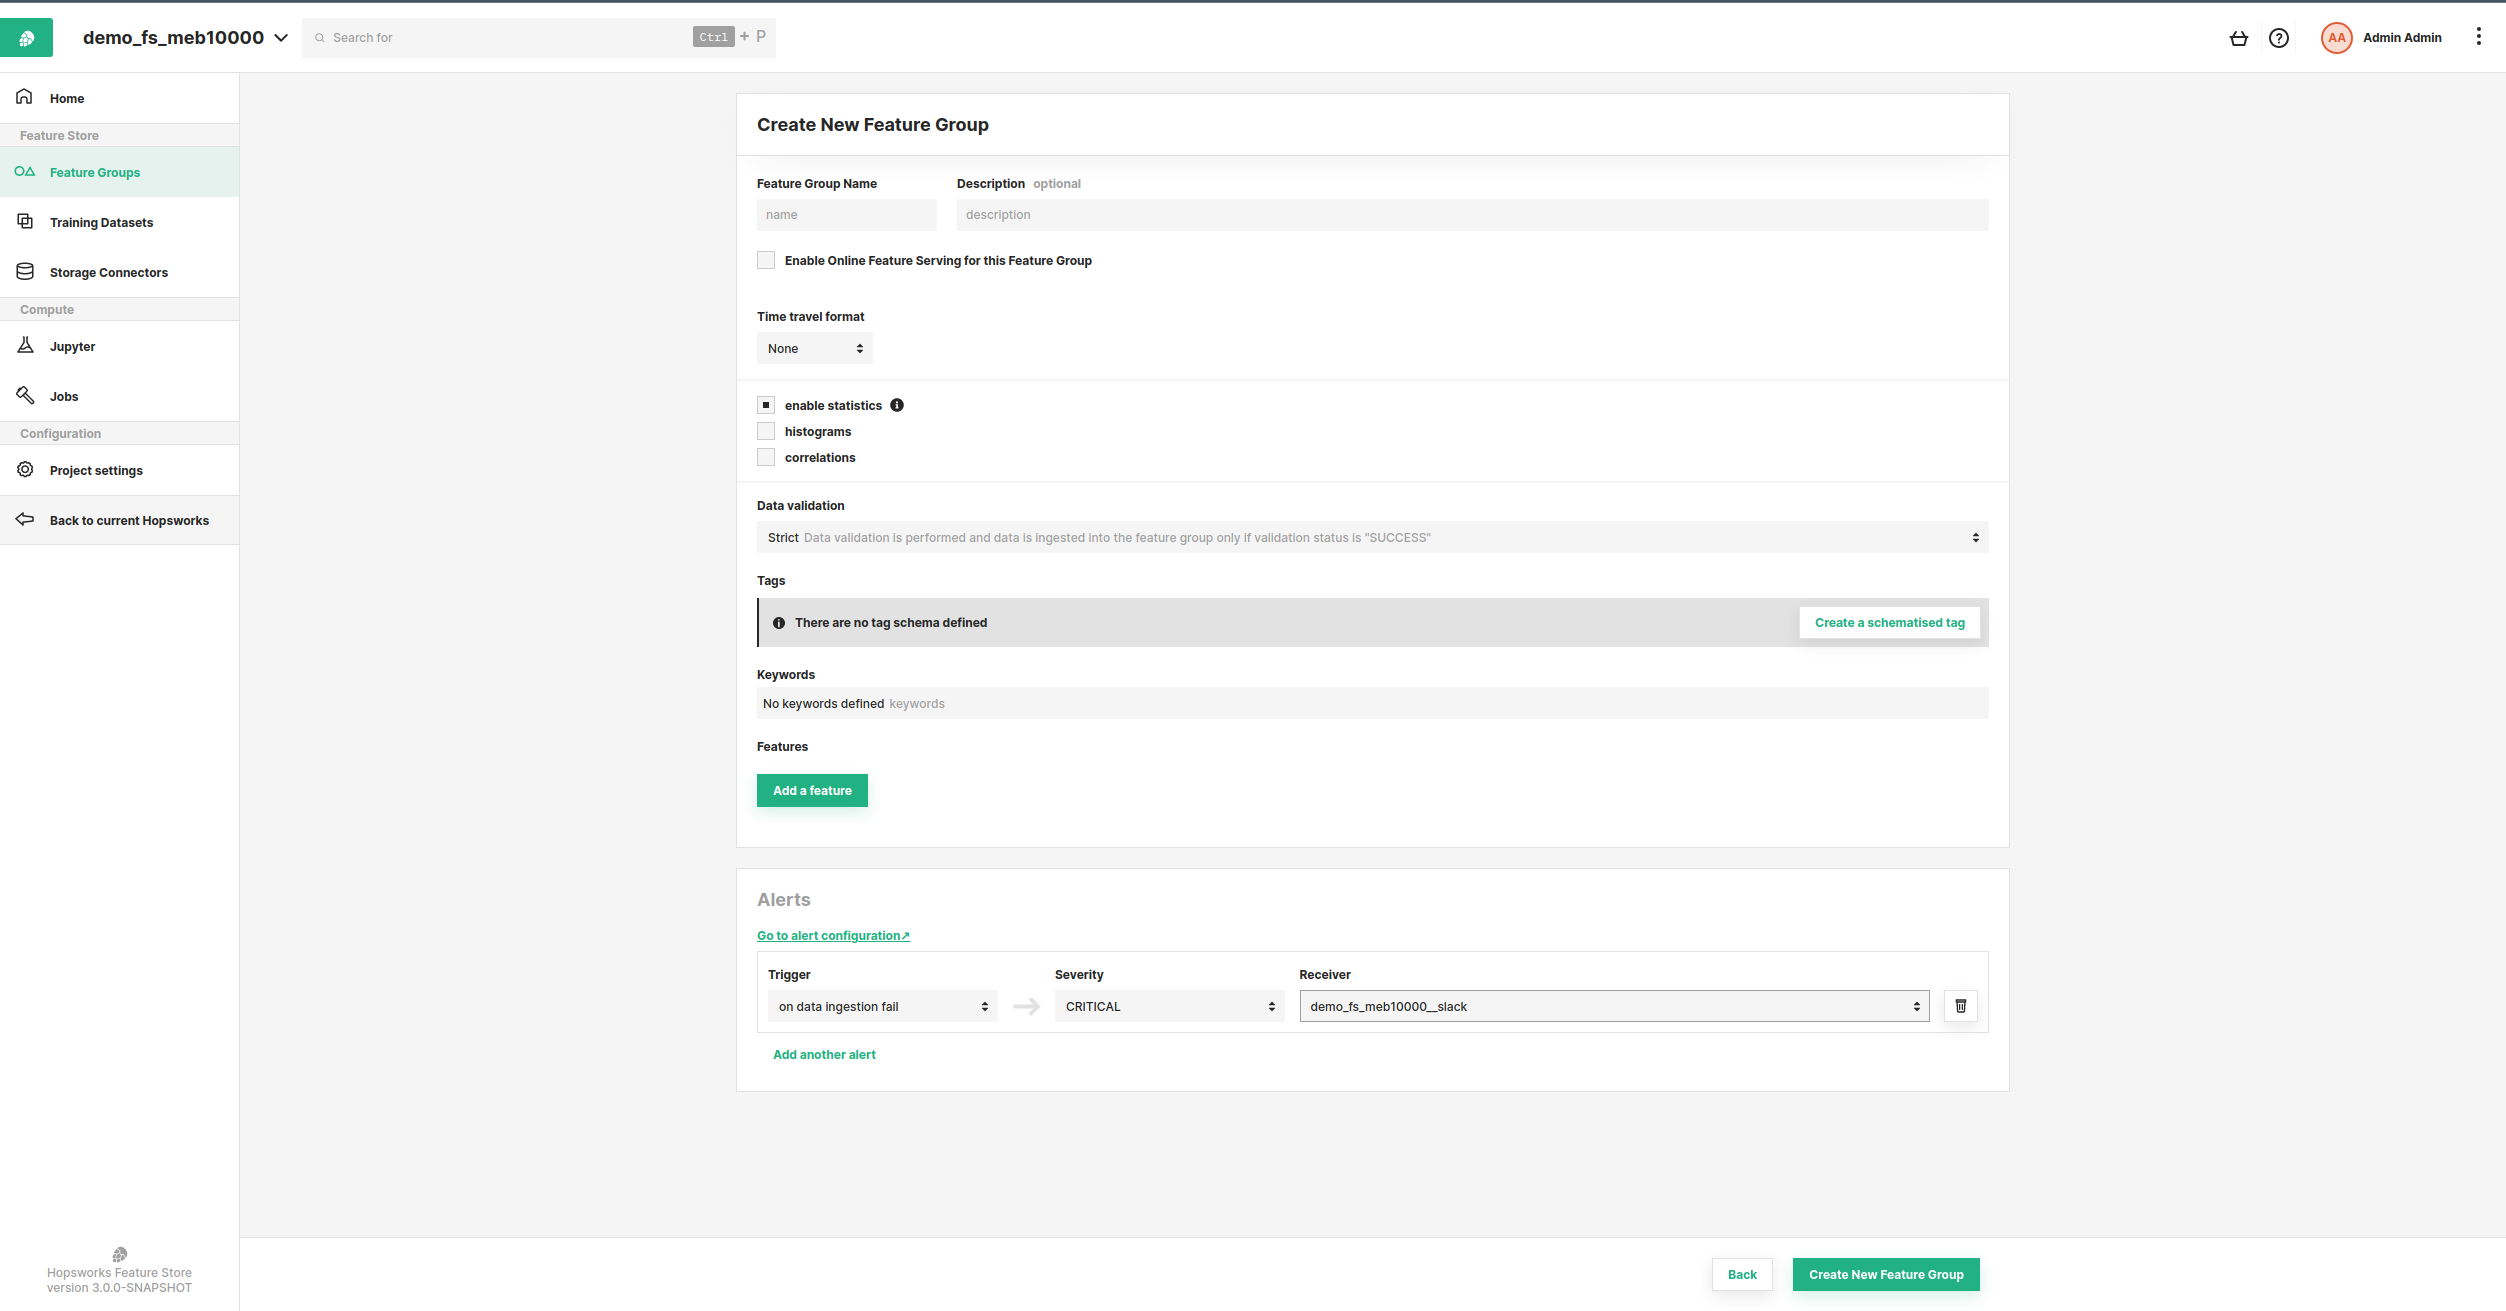 demo_fs_meb10000
Search for
Ctrl + P
AA
Admin Admin
Home
Feature Store
Feature Groups
Training Datasets
Storage Connectors
Compute
Jupyter
Jobs
Configuration
Project settings
Back to current Hopsworks
Hopsworks Feature Store
version 3.0.0-SNAPSHOT
Create New Feature Group
Feature Group Name
Description optional
name
description
Enable Online Feature Serving for this Feature Group
Time travel format
None
enable statistics
histograms
correlations
Data validation
Strict Data validation is performed and data is ingested into the feature group only if validation status is "SUCCESS"
Tags
There are no tag schema defined
Create a schematised tag
Keywords
No keywords defined keywords
Features
Add a feature
Alerts
Go to alert configuration↗
Trigger
Severity
Receiver
on data ingestion fail
CRITICAL
demo_fs_meb10000__slack
Add another alert
Back
Create New Feature Group